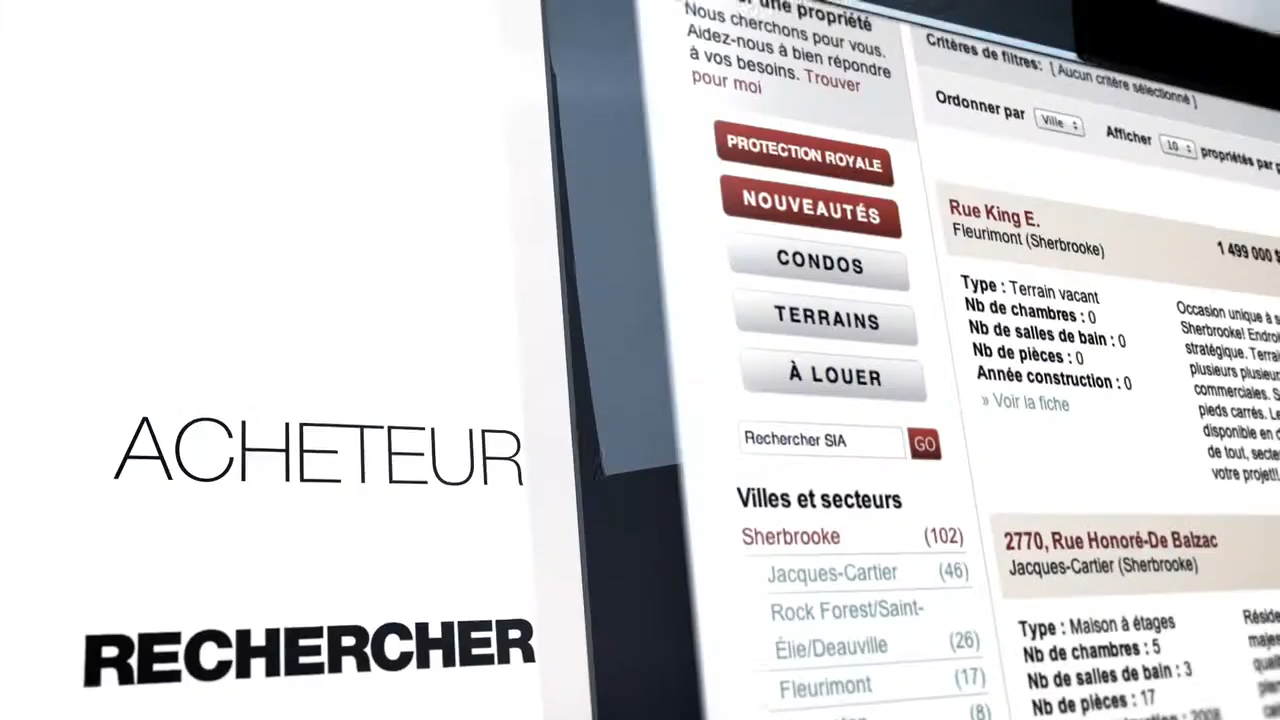 ACHETEUR
RECHERCHER
une propriété
Nous cherchons pour vous.
Aidez-nous à bien répondre
à vos besoins. Trouver
pour moi
PROTECTION ROYALE
NOUVEAUTÉS
CONDOS
TERRAINS
À LOUER
Rechercher SIA GO
Villes et secteurs
Sherbrooke (102)
Jacques-Cartier (46)
Rock Forest/Saint-
Élie/Deauville (26)
Fleurimont (17)
(8)
Critères de filtres: [ Aucun critère sélectionné ]
Ordonner par Ville Afficher 10 propriétés par
Rue King E.
Fleurimont (Sherbrooke) 1 499 000 $
Type : Terrain vacant
Nb de chambres : 0
Nb de salles de bain : 0
Nb de pièces : 0
Année construction : 0
» Voir la fiche
Occasion unique à
Sherbrooke!
stratégique.
plusieurs
commerciales.
pieds carrés.
disponible en
de tout,
votre projet!!
2770, Rue Honoré-De Balzac
Jacques-Cartier (Sherbrooke)
Type : Maison à étages
Nb de chambres : 5
Nb de salles de bain : 3
Nb de pièces : 17